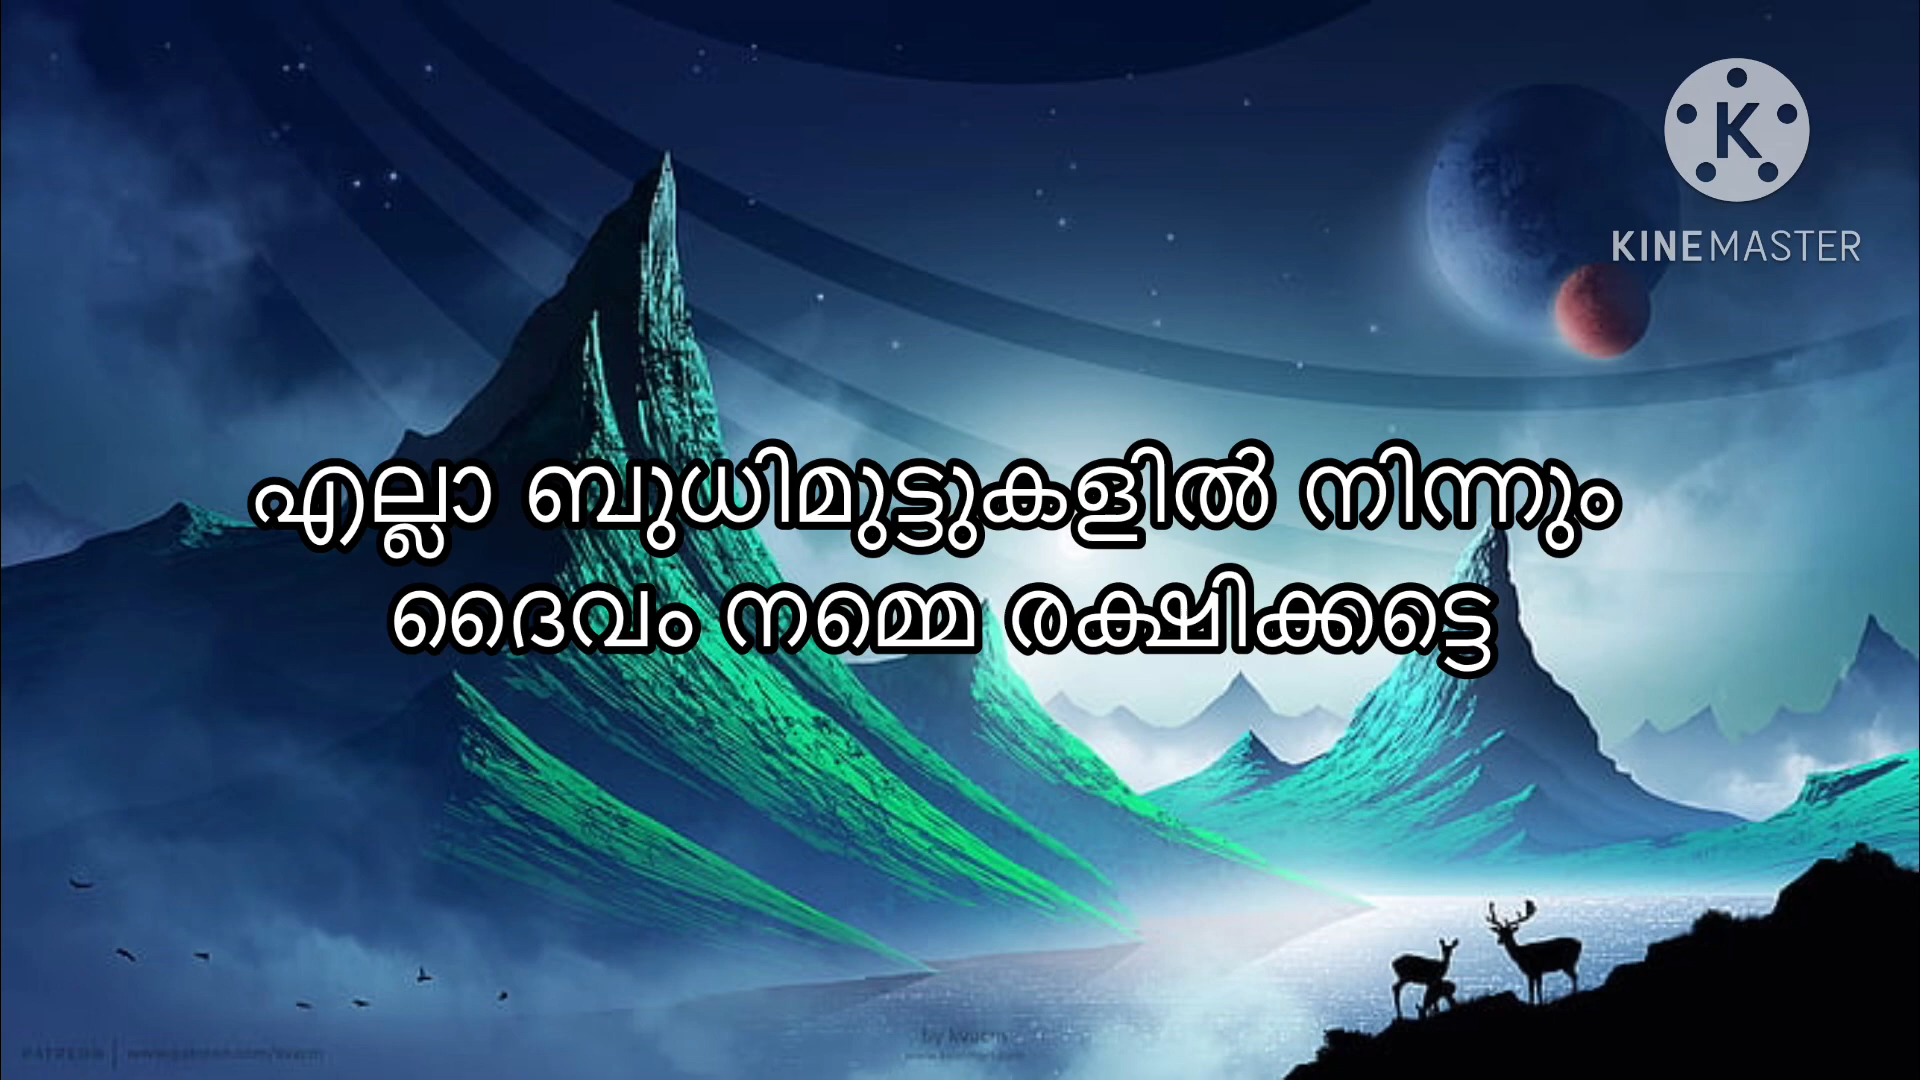 K
KINEMASTER
എല്ലാ ബുധിമുട്ടുകളിൽ നിന്നും
ദൈവം നമ്മെ രക്ഷിക്കട്ടെ